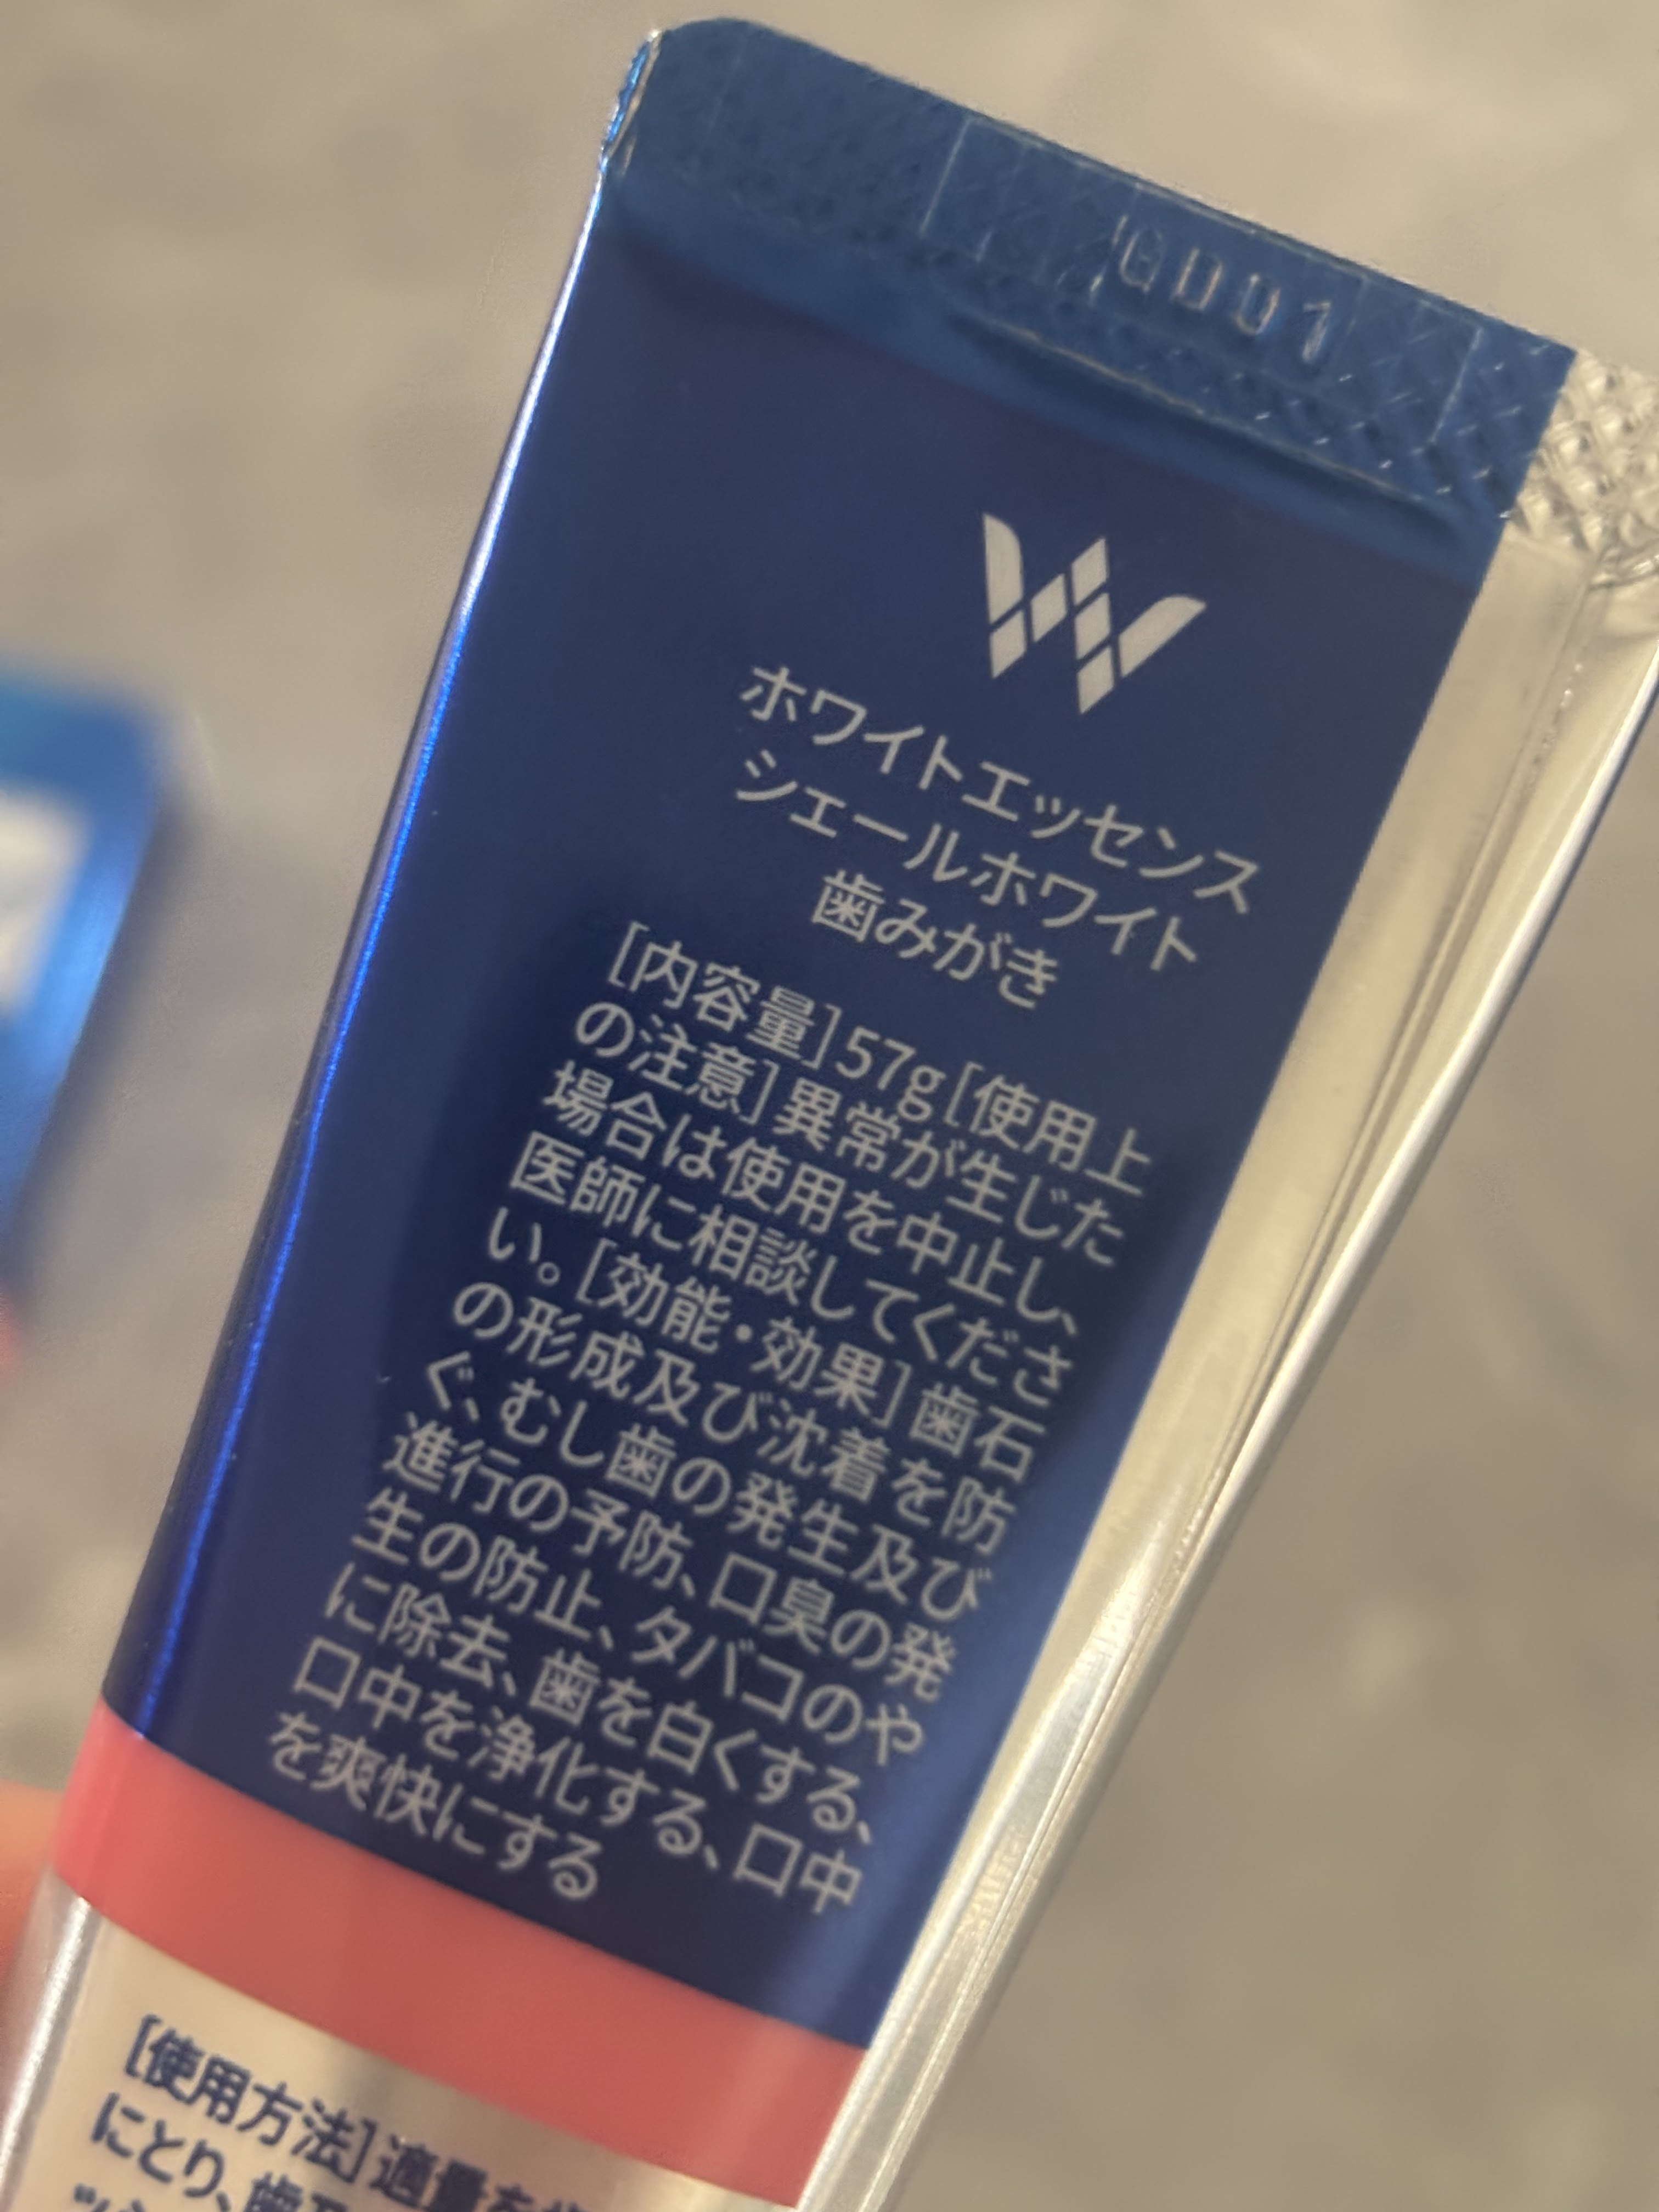 GD01
ホワイトエッセンス
シェールホワイト
歯みがき
[内容量]57g[使用上
の注意]異常が生じた
場合は使用を中止し、
医師に相談してくださ
い。[効能・効果]歯石
の形成及び沈着を防
ぐ、むし歯の発生及び
進行の予防、口臭の発
生の防止、タバコのや
に除去、歯を白くする、
口中を浄化する、口中
を爽快にする
[使用方法]適量を
にとり、歯